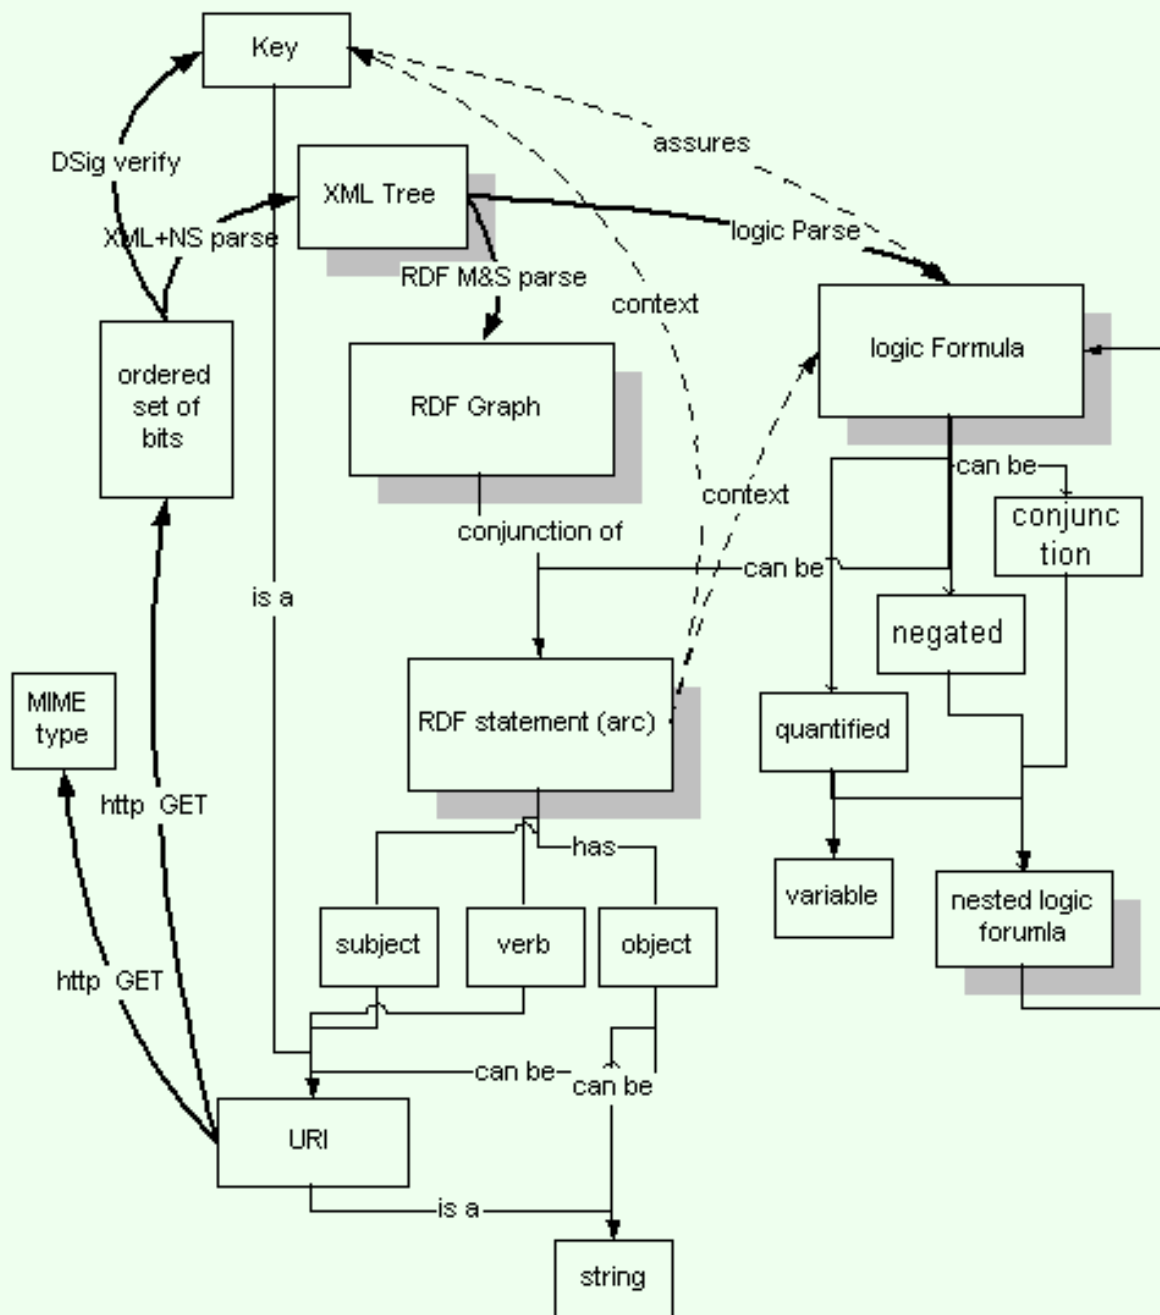 Key
assures
DSig verify
XML Tree
XML+NS parse
logic Parse
RDF M&S parse
context
logic Formula
ordered
set of
bits
RDF Graph
can be
context
conjunc
tion
conjunction of
can be
is a
negated
MIME
type
RDF statement (arc)
quantified
http GET
has
variable
nested logic
forumla
subject
verb
object
http GET
can be
can be
URI
is a
string